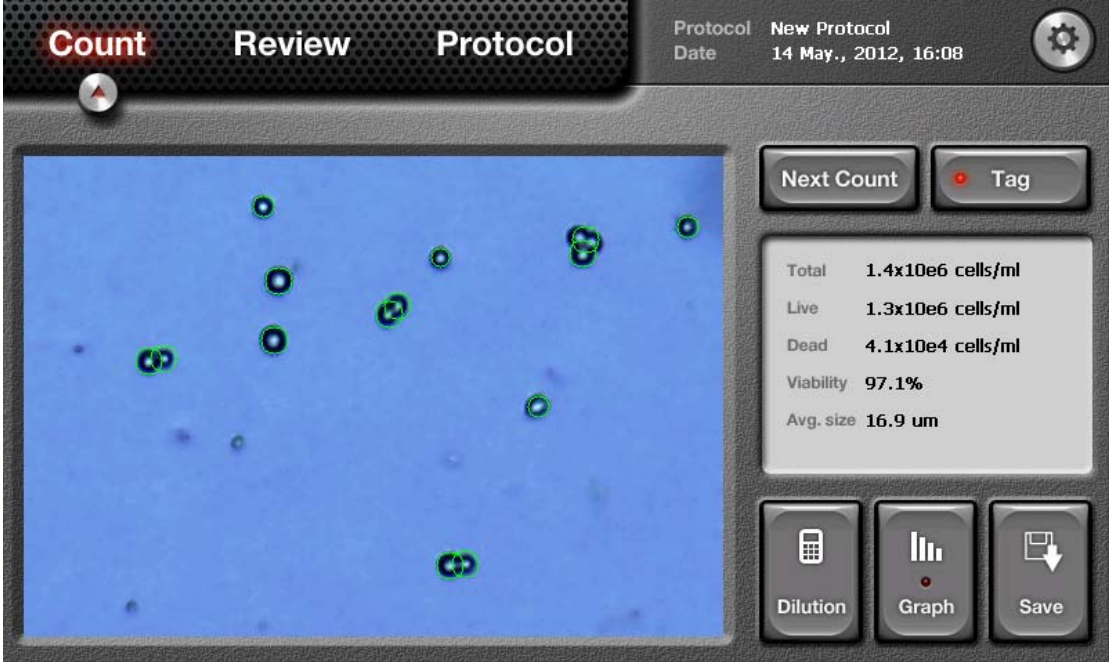 Count Review Protocol
Protocol New Protocol
Date 14 May., 2012, 16:08
Next Count
Tag
Total 1.4x10e6 cells/ml
Live 1.3x10e6 cells/ml
Dead 4.1x10e4 cells/ml
Viability 97.1%
Avg. size 16.9 um
Dilution
Graph
Save